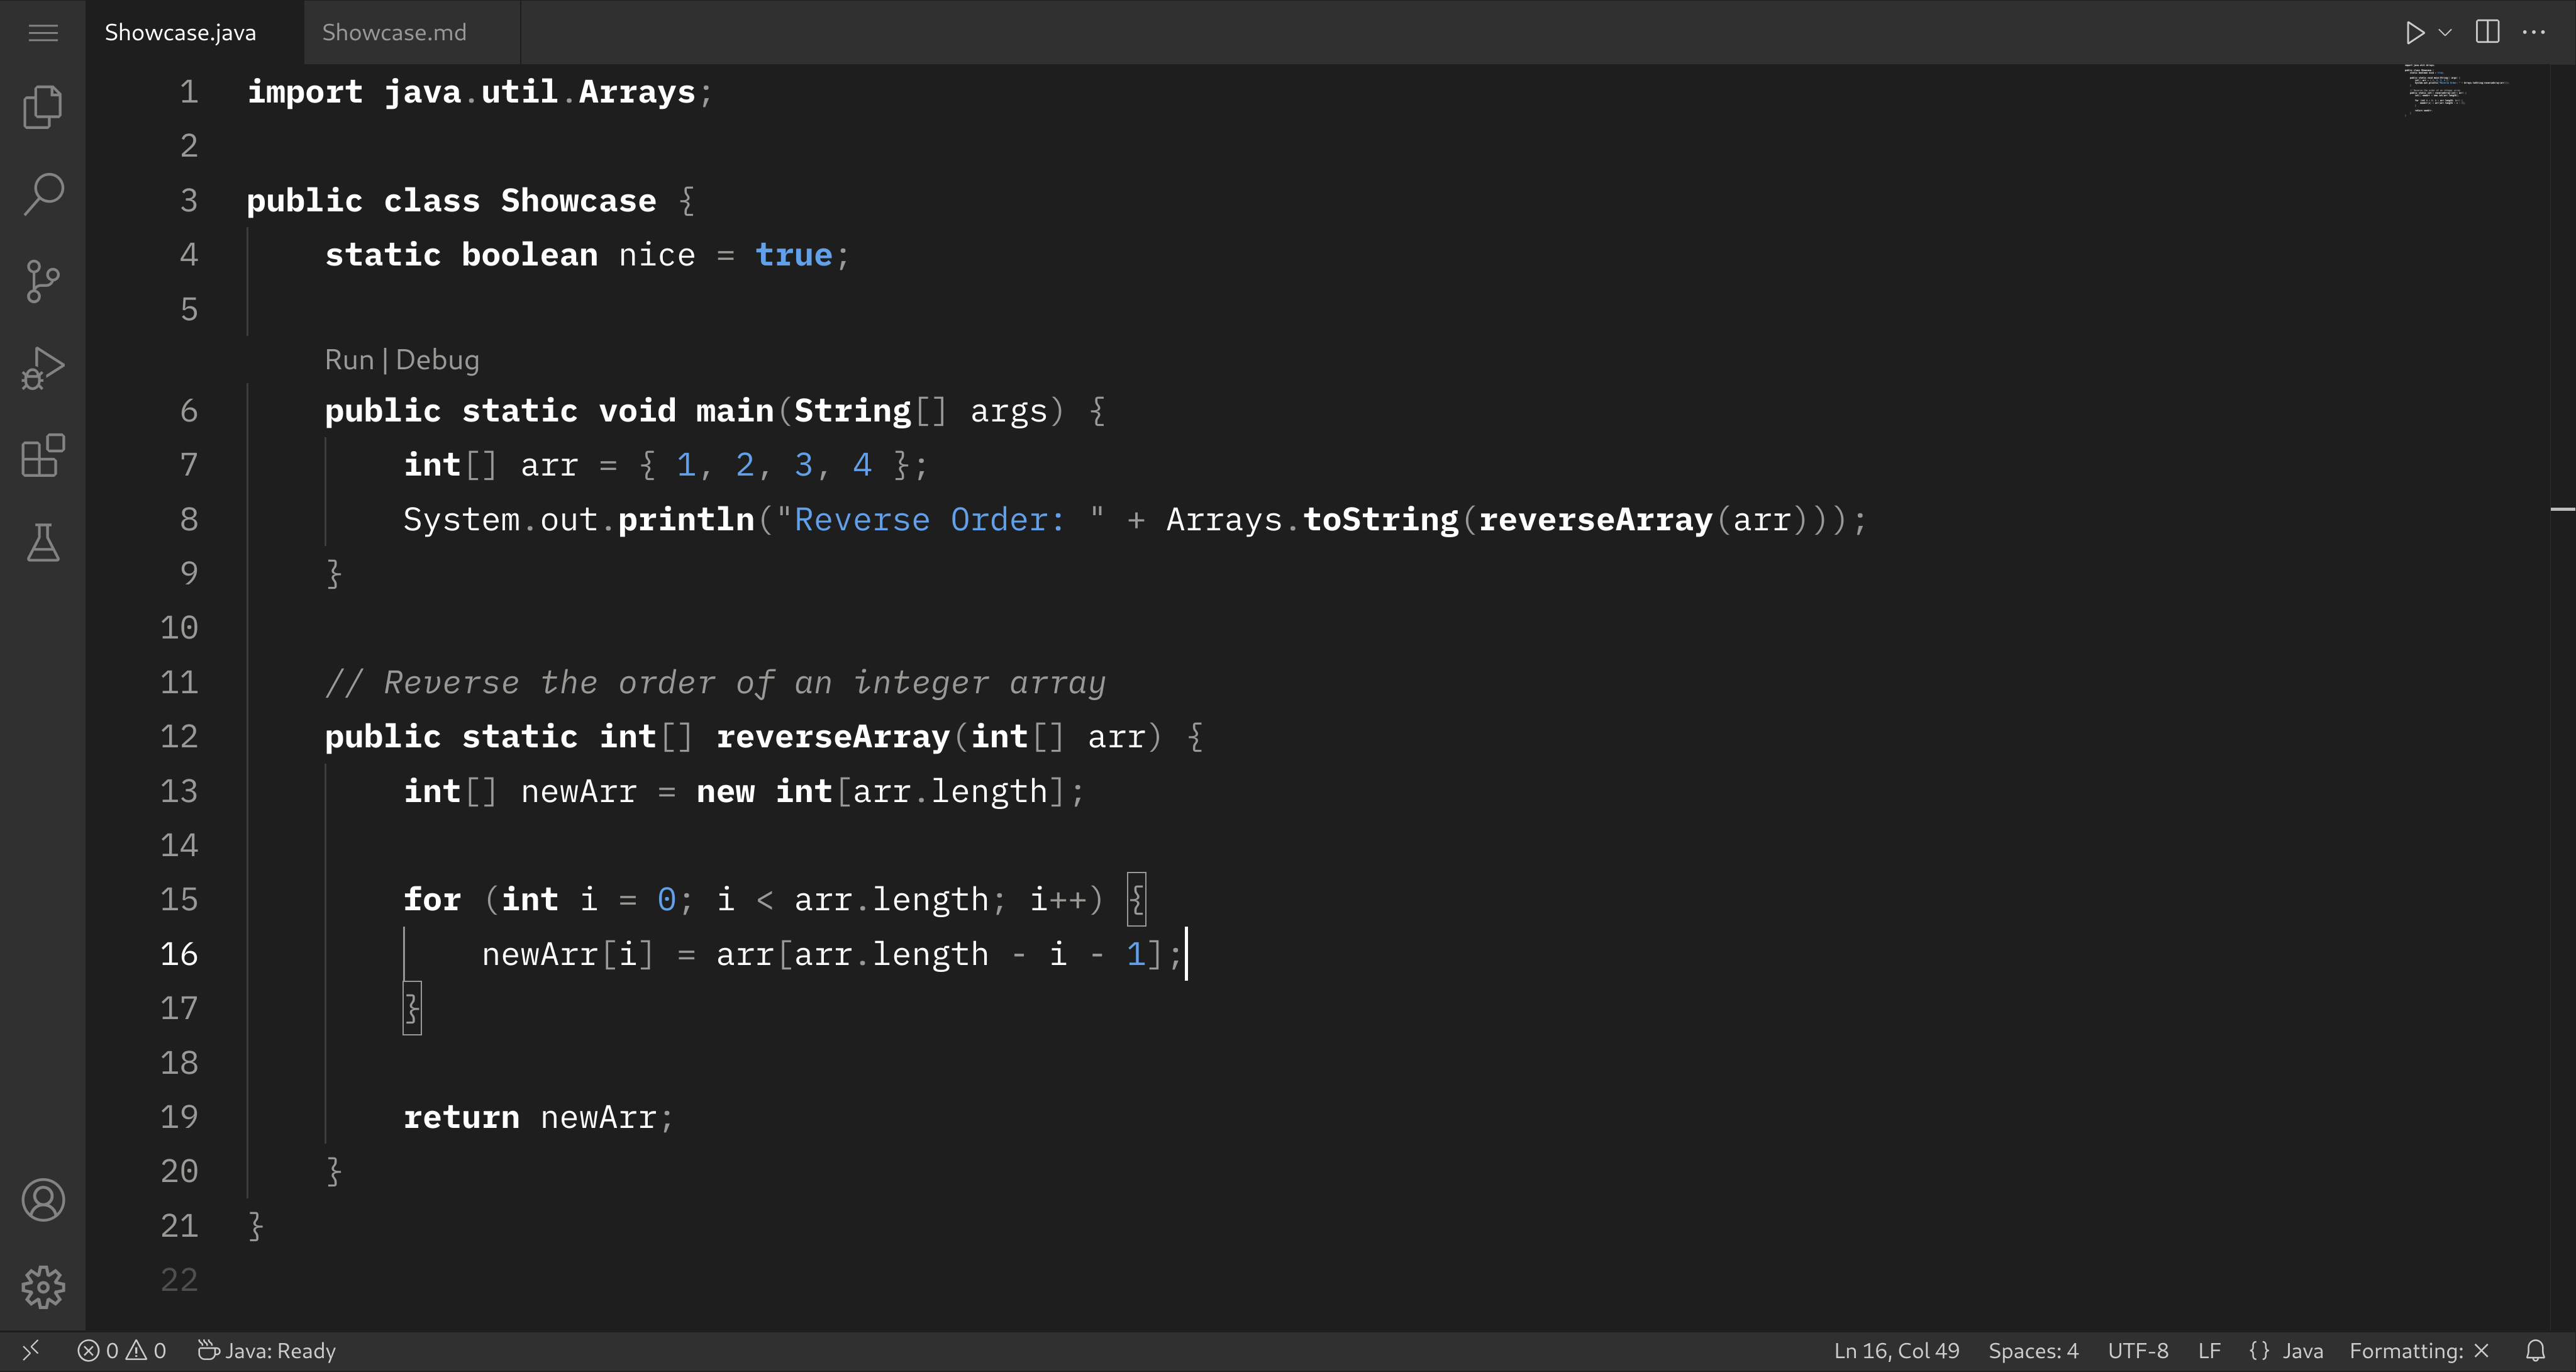 Showcase.java Showcase.md
1 import java.util.Arrays;
2
3 public class Showcase {
4 static boolean nice = true;
5
Run | Debug
6 public static void main(String[] args) {
7 int[] arr = { 1, 2, 3, 4 };
8 System.out.println("Reverse Order: " + Arrays.toString(reverseArray(arr)));
9 }
10
11 // Reverse the order of an integer array
12 public static int[] reverseArray(int[] arr) {
13 int[] newArr = new int[arr.length];
14
15 for (int i = 0; i < arr.length; i++) {
16 newArr[i] = arr[arr.length - i - 1];
17 }
18
19 return newArr;
20 }
21 }
22
0 0 Java: Ready Ln 16, Col 49 Spaces: 4 UTF-8 LF {} Java Formatting: ×